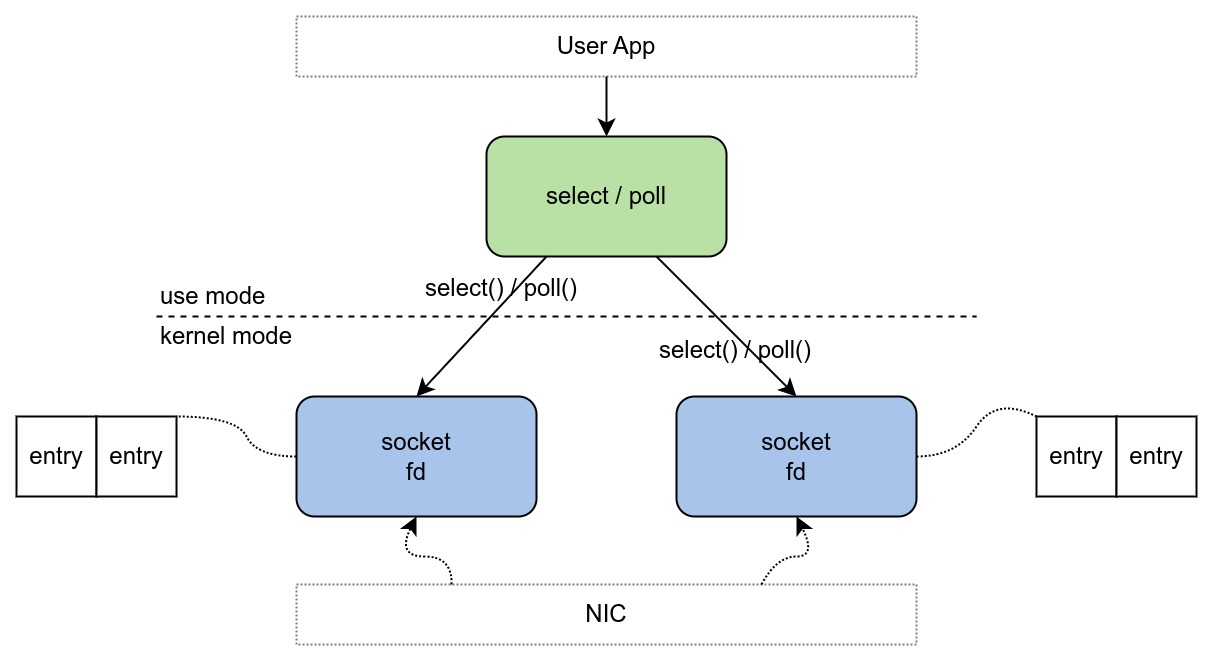 User App
select / poll
select() / poll()
use mode
kernel mode
select() / poll()
entry entry
socket
fd
socket
fd
entry entry
NIC